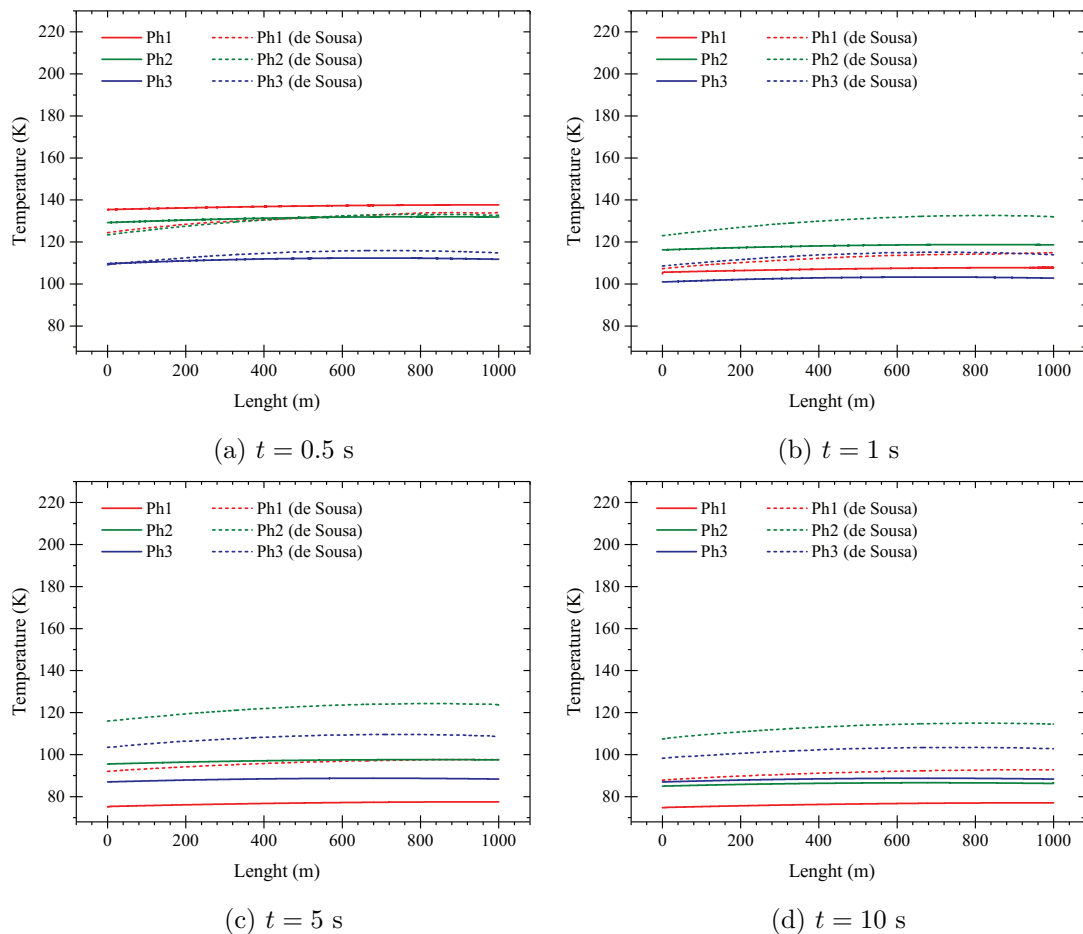 220
200
180
160
140
120
100
80
Temperature (K)
Ph1
Ph2
Ph3
Ph1 (de Sousa)
Ph2 (de Sousa)
Ph3 (de Sousa)
0 200 400 600 800 1000
Lenght (m)
(a) t = 0.5 s
220
200
180
160
140
120
100
80
Temperature (K)
Ph1
Ph2
Ph3
Ph1 (de Sousa)
Ph2 (de Sousa)
Ph3 (de Sousa)
0 200 400 600 800 1000
Lenght (m)
(b) t = 1 s
220
200
180
160
140
120
100
80
Temperature (K)
Ph1
Ph2
Ph3
Ph1 (de Sousa)
Ph2 (de Sousa)
Ph3 (de Sousa)
0 200 400 600 800 1000
Lenght (m)
(c) t = 5 s
220
200
180
160
140
120
100
80
Temperature (K)
Ph1
Ph2
Ph3
Ph1 (de Sousa)
Ph2 (de Sousa)
Ph3 (de Sousa)
0 200 400 600 800 1000
Lenght (m)
(d) t = 10 s